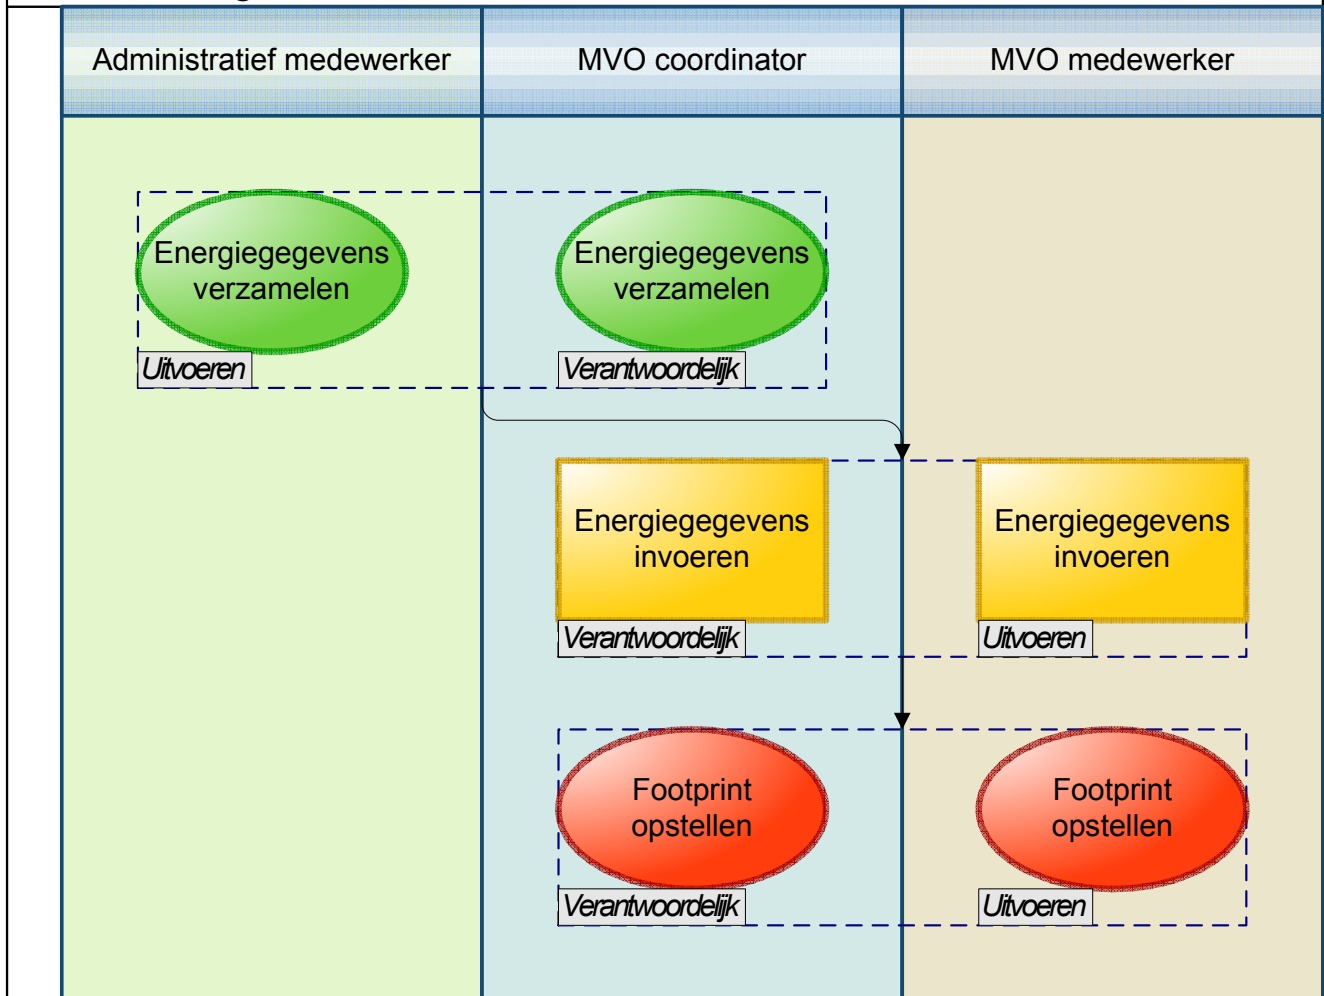 Administratief medewerker
MVO coordinator
MVO medewerker
Energiegegevens
verzamelen
Uitvoeren
Energiegegevens
verzamelen
Verantwoordelijk
Energiegegevens
invoeren
Verantwoordelijk
Energiegegevens
invoeren
Uitvoeren
Footprint
opstellen
Verantwoordelijk
Footprint
opstellen
Uitvoeren